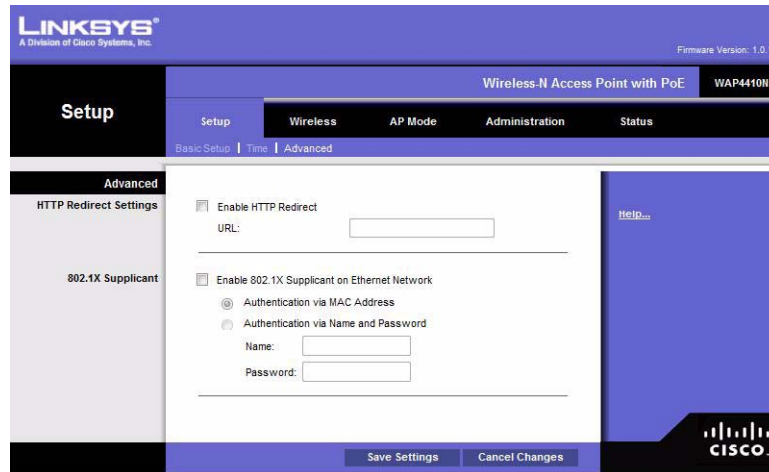 LINKSYS®
A Division of Cisco Systems, Inc.
Firmware Version: 1.0.
Wireless-N Access Point with PoE WAP4410N
Setup
Setup Wireless AP Mode Administration Status
Basic Setup | Time | Advanced
Advanced
HTTP Redirect Settings
Enable HTTP Redirect
URL:
Help...
802.1X Supplicant
Enable 802.1X Supplicant on Ethernet Network
Authentication via MAC Address
Authentication via Name and Password
Name:
Password:
Save Settings Cancel Changes
CISCO.